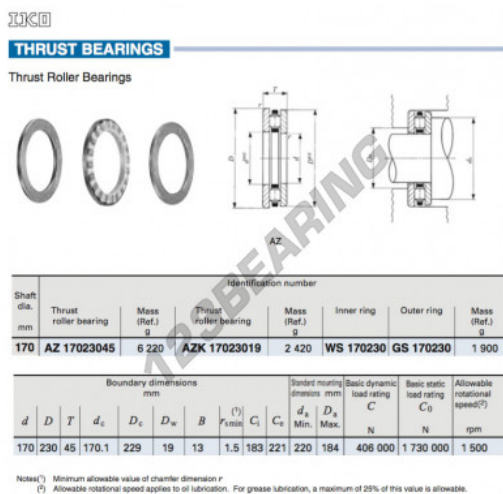 IKO
THRUST BEARINGS
Thrust Roller Bearings
T
r
r
D
d
AZ
123BEARING
Identification number
Shaft dia. mm | Thrust roller bearing | Mass (Ref.) g | Thrust roller bearing | Mass (Ref.) g | Inner ring | Outer ring | Mass (Ref.) g
170 | AZ 17023045 | 6 220 | AZK 17023019 | 2 420 | WS 170230 | GS 170230 | 1 900
Boundary dimensions mm | Standard mounting dimensions mm | Basic dynamic load rating C N | Basic static load rating C0 N | Allowable rotational speed(2) rpm
d | D | T | dc | Dc | Dw | B | rsmin(1) | Ci | Ce | da Min. | Da Max.
170 | 230 | 45 | 170.1 | 229 | 19 | 13 | 1.5 | 183 | 221 | 220 | 184 | 406 000 | 1 730 000 | 1 500
Notes(1) Minimum allowable value of chamfer dimension r
(2) Allowable rotational speed applies to oil lubrication. For grease lubrication, a maximum of 25% of this value is allowable.